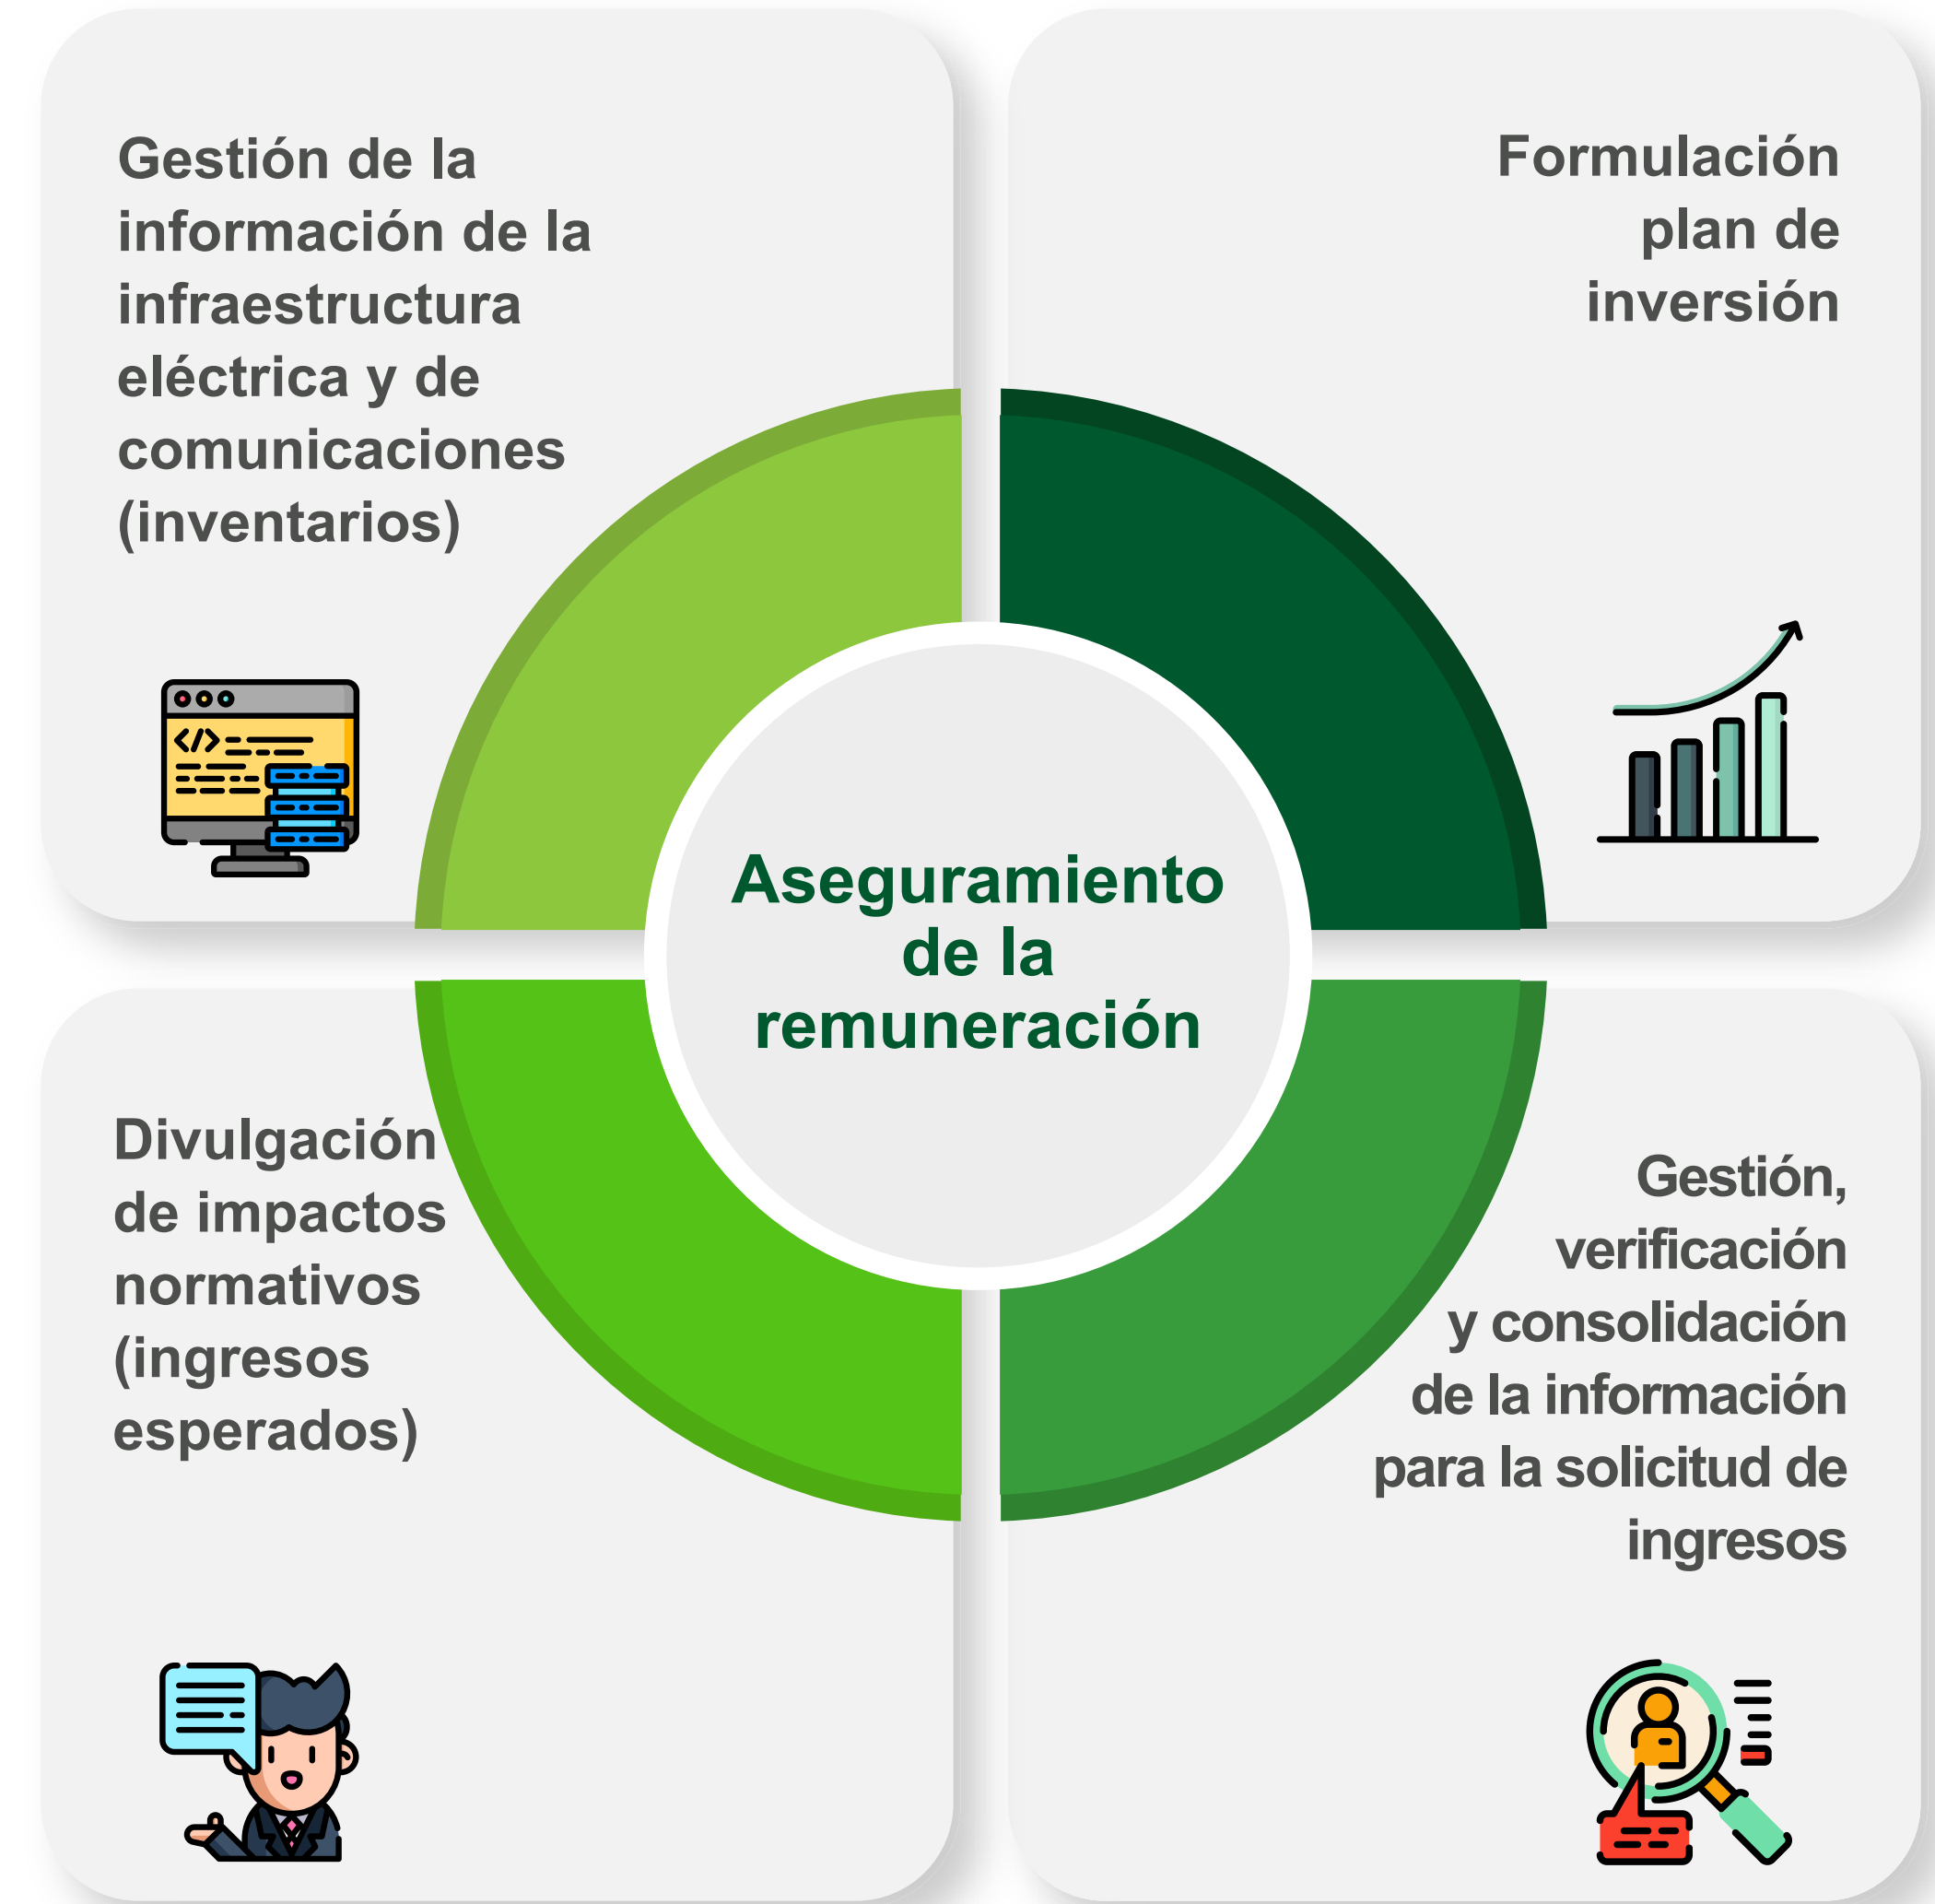 Gestión de la
información de la
infraestructura
eléctrica y de
comunicaciones
(inventarios)
Formulación
plan de
inversión
Aseguramiento
de la
remuneración
Divulgación
de impactos
normativos
(ingresos
esperados)
Gestión,
verificación
y consolidación
de la información
para la solicitud de
ingresos